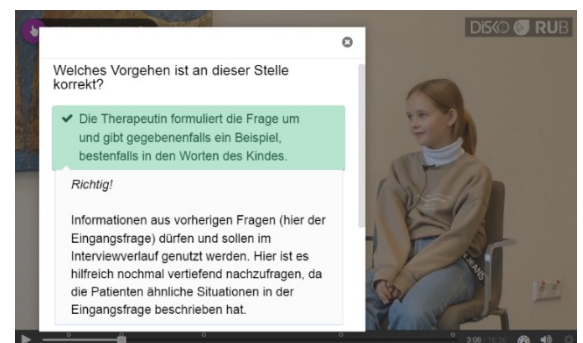 DiSKO RUB
Welches Vorgehen ist an dieser Stelle
korrekt?
✔ Die Therapeutin formuliert die Frage um
und gibt gegebenenfalls ein Beispiel,
bestenfalls in den Worten des Kindes.
Richtig!
Informationen aus vorherigen Fragen (hier der
Eingangsfrage) dürfen und sollen im
Interviewverlauf genutzt werden. Hier ist es
hilfreich nochmal vertiefend nachzufragen, da
die Patienten ähnliche Situationen in der
Eingangsfrage beschrieben hat.
JEANS
3:08